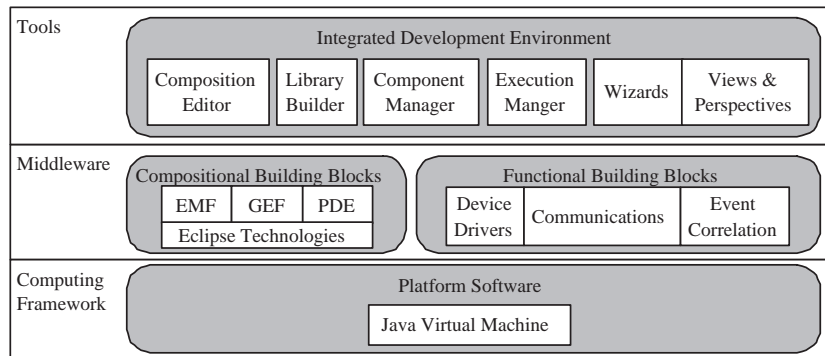 Tools
Integrated Development Environment
Composition
Editor
Library
Builder
Component
Manager
Execution
Manger
Wizards
Views &
Perspectives
Middleware
Compositional Building Blocks
EMF
GEF
PDE
Eclipse Technologies
Functional Building Blocks
Device
Drivers
Communications
Event
Correlation
Computing
Framework
Platform Software
Java Virtual Machine